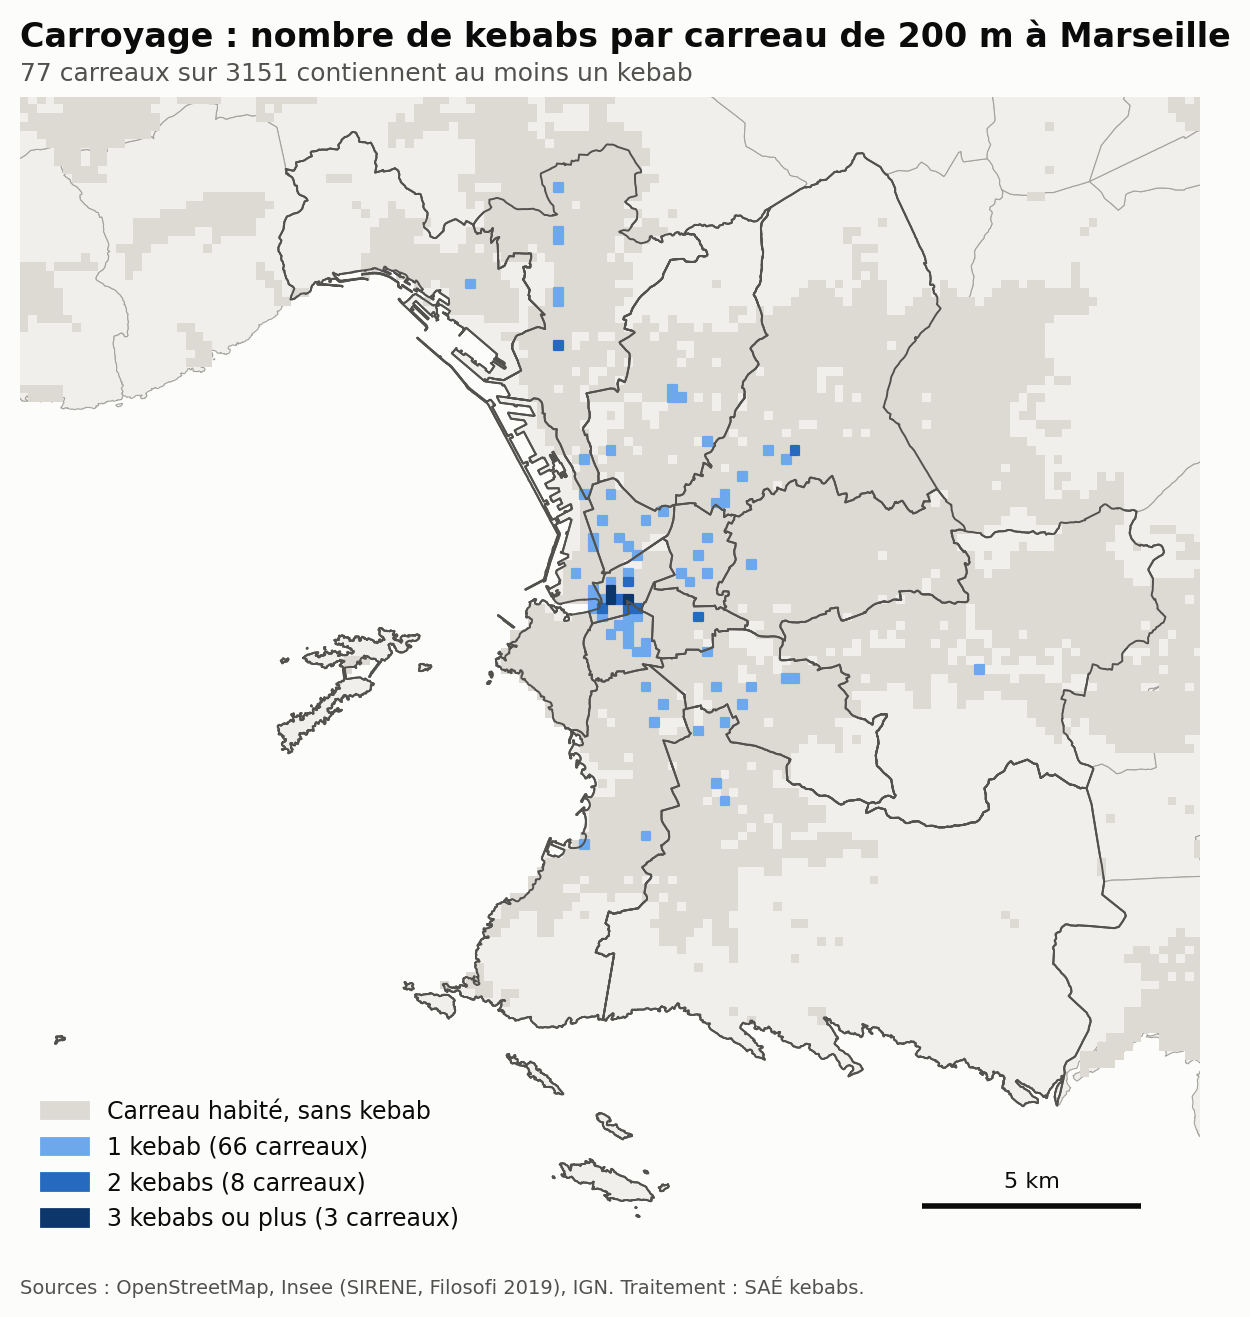 Carroyage : nombre de kebabs par carreau de 200 m à Marseille
77 carreaux sur 3151 contiennent au moins un kebab
Carreau habité, sans kebab
1 kebab (66 carreaux)
2 kebabs (8 carreaux)
3 kebabs ou plus (3 carreaux)
5 km
Sources : OpenStreetMap, Insee (SIRENE, Filosofi 2019), IGN. Traitement : SAÉ kebabs.